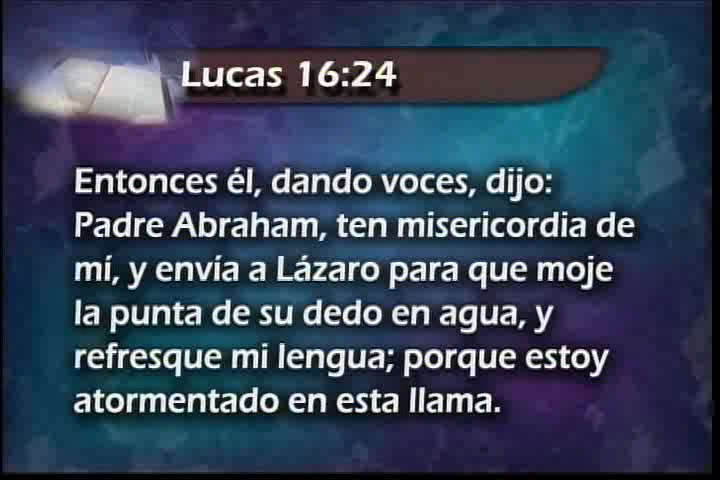 Lucas 16:24
Entonces él, dando voces, dijo:
Padre Abraham, ten misericordia de
mí, y envía a Lázaro para que moje
la punta de su dedo en agua, y
refresque mi lengua; porque estoy
atormentado en esta llama.